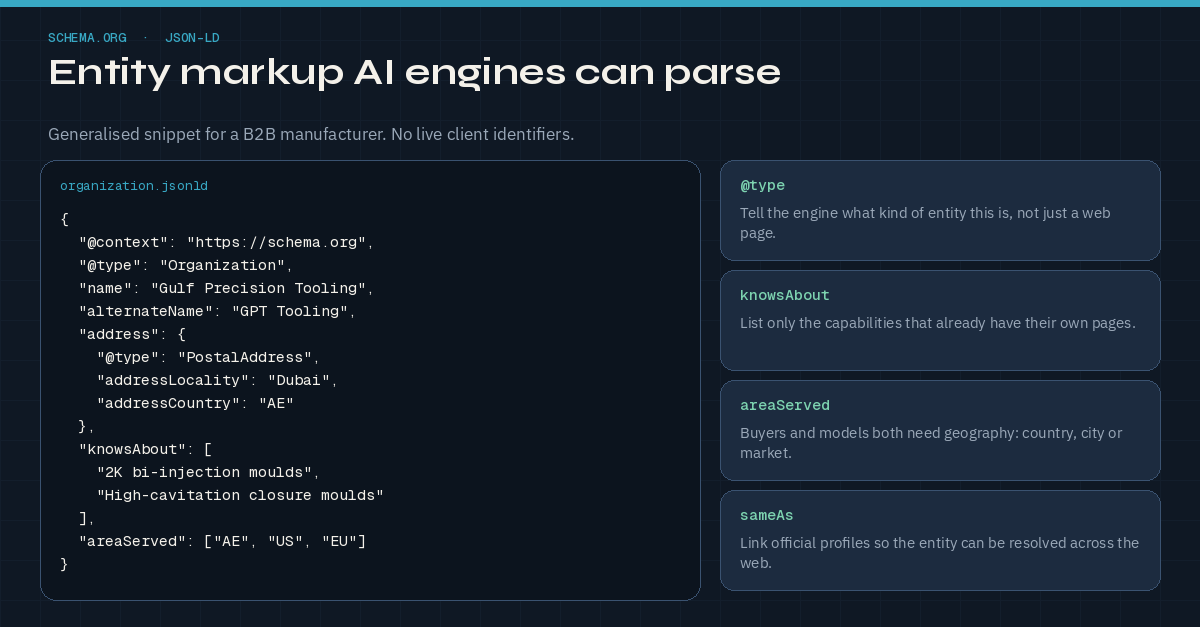 SCHEMA.ORG · JSON-LD
Entity markup AI engines can parse
Generalised snippet for a B2B manufacturer. No live client identifiers.
organization.jsonld
{
  "@context": "https://schema.org",
  "@type": "Organization",
  "name": "Gulf Precision Tooling",
  "alternateName": "GPT Tooling",
  "address": {
    "@type": "PostalAddress",
    "addressLocality": "Dubai",
    "addressCountry": "AE"
  },
  "knowsAbout": [
    "2K bi-injection moulds",
    "High-cavitation closure moulds"
  ],
  "areaServed": ["AE", "US", "EU"]
}
@type
Tell the engine what kind of entity this is, not just a web
page.
knowsAbout
List only the capabilities that already have their own pages.
areaServed
Buyers and models both need geography: country, city or
market.
sameAs
Link official profiles so the entity can be resolved across the
web.